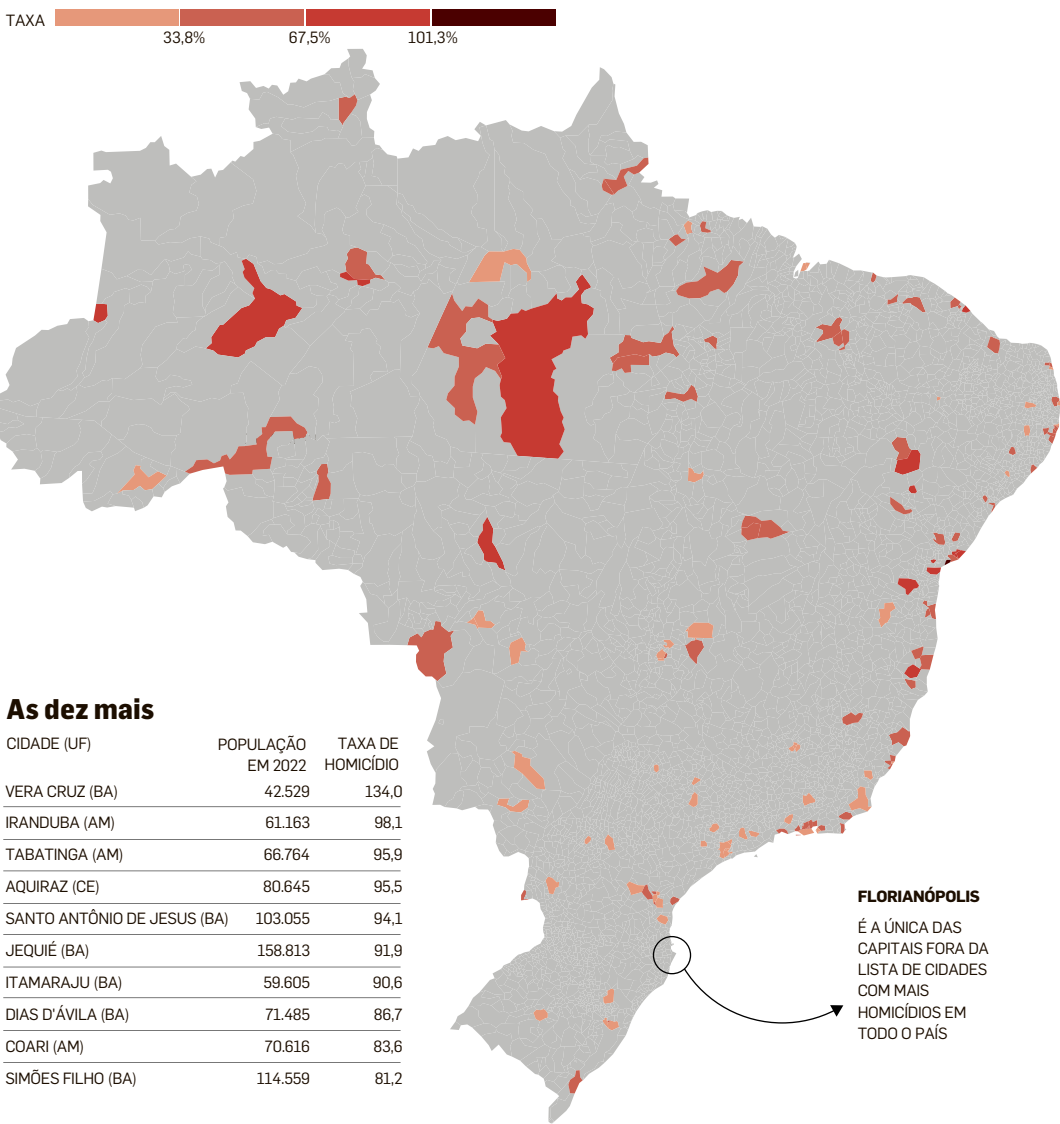 TAXA
33,8% 67,5% 101,3%
As dez mais
CIDADE (UF) POPULAÇÃO EM 2022 TAXA DE HOMICÍDIO
VERA CRUZ (BA) 42.529 134,0
IRANDUBA (AM) 61.163 98,1
TABATINGA (AM) 66.764 95,9
AQUIRAZ (CE) 80.645 95,5
SANTO ANTÔNIO DE JESUS (BA) 103.055 94,1
JEQUIÉ (BA) 158.813 91,9
ITAMARAJU (BA) 59.605 90,6
DIAS D'ÁVILA (BA) 71.485 86,7
COARI (AM) 70.616 83,6
SIMÕES FILHO (BA) 114.559 81,2
FLORIANÓPOLIS
É A ÚNICA DAS
CAPITAIS FORA DA
LISTA DE CIDADES
COM MAIS
HOMICÍDIOS EM
TODO O PAÍS